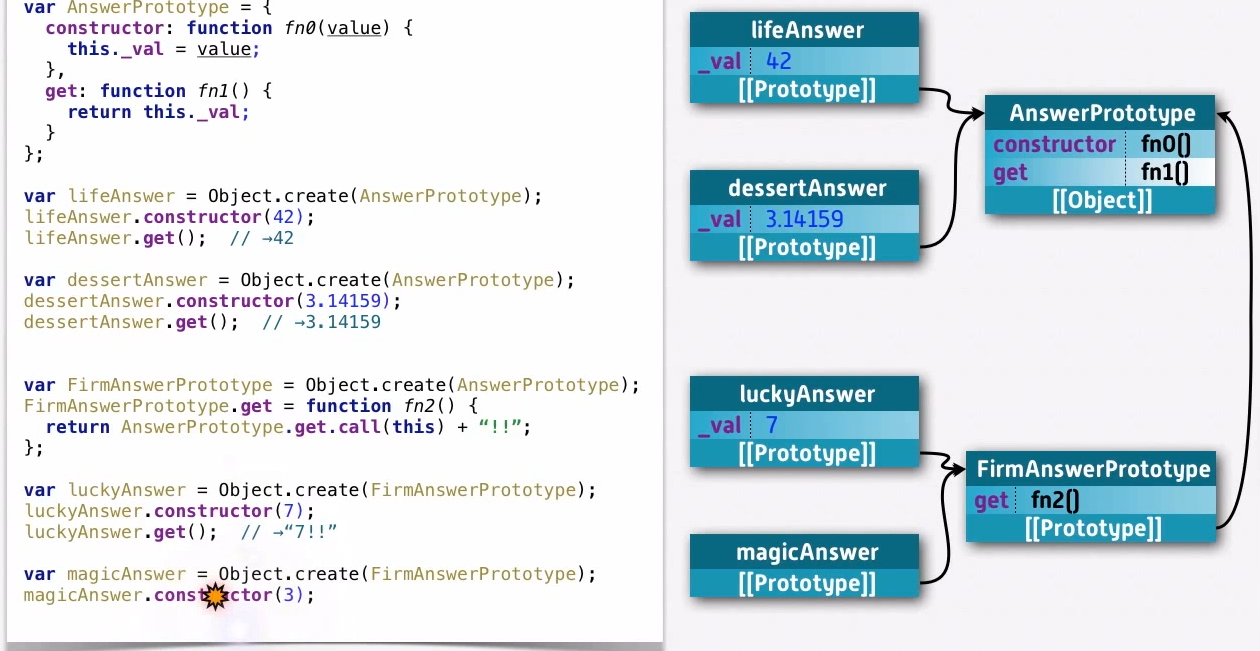 var AnswerPrototype = {
constructor: function fn0(value) {
this._val = value;
},
get: function fn1() {
return this._val;
}
};
var lifeAnswer = Object.create(AnswerPrototype);
lifeAnswer.constructor(42);
lifeAnswer.get();  // →42
var dessertAnswer = Object.create(AnswerPrototype);
dessertAnswer.constructor(3.14159);
dessertAnswer.get();  // →3.14159
var FirmAnswerPrototype = Object.create(AnswerPrototype);
FirmAnswerPrototype.get = function fn2() {
return AnswerPrototype.get.call(this) + “!!”;
};
var luckyAnswer = Object.create(FirmAnswerPrototype);
luckyAnswer.constructor(7);
luckyAnswer.get();  // →“7!!”
var magicAnswer = Object.create(FirmAnswerPrototype);
magicAnswer.constructor(3);
lifeAnswer
_val 42
[[Prototype]]
dessertAnswer
_val 3.14159
[[Prototype]]
AnswerPrototype
constructor fn0()
get fn1()
[[Object]]
luckyAnswer
_val 7
[[Prototype]]
magicAnswer
[[Prototype]]
FirmAnswerPrototype
get fn2()
[[Prototype]]